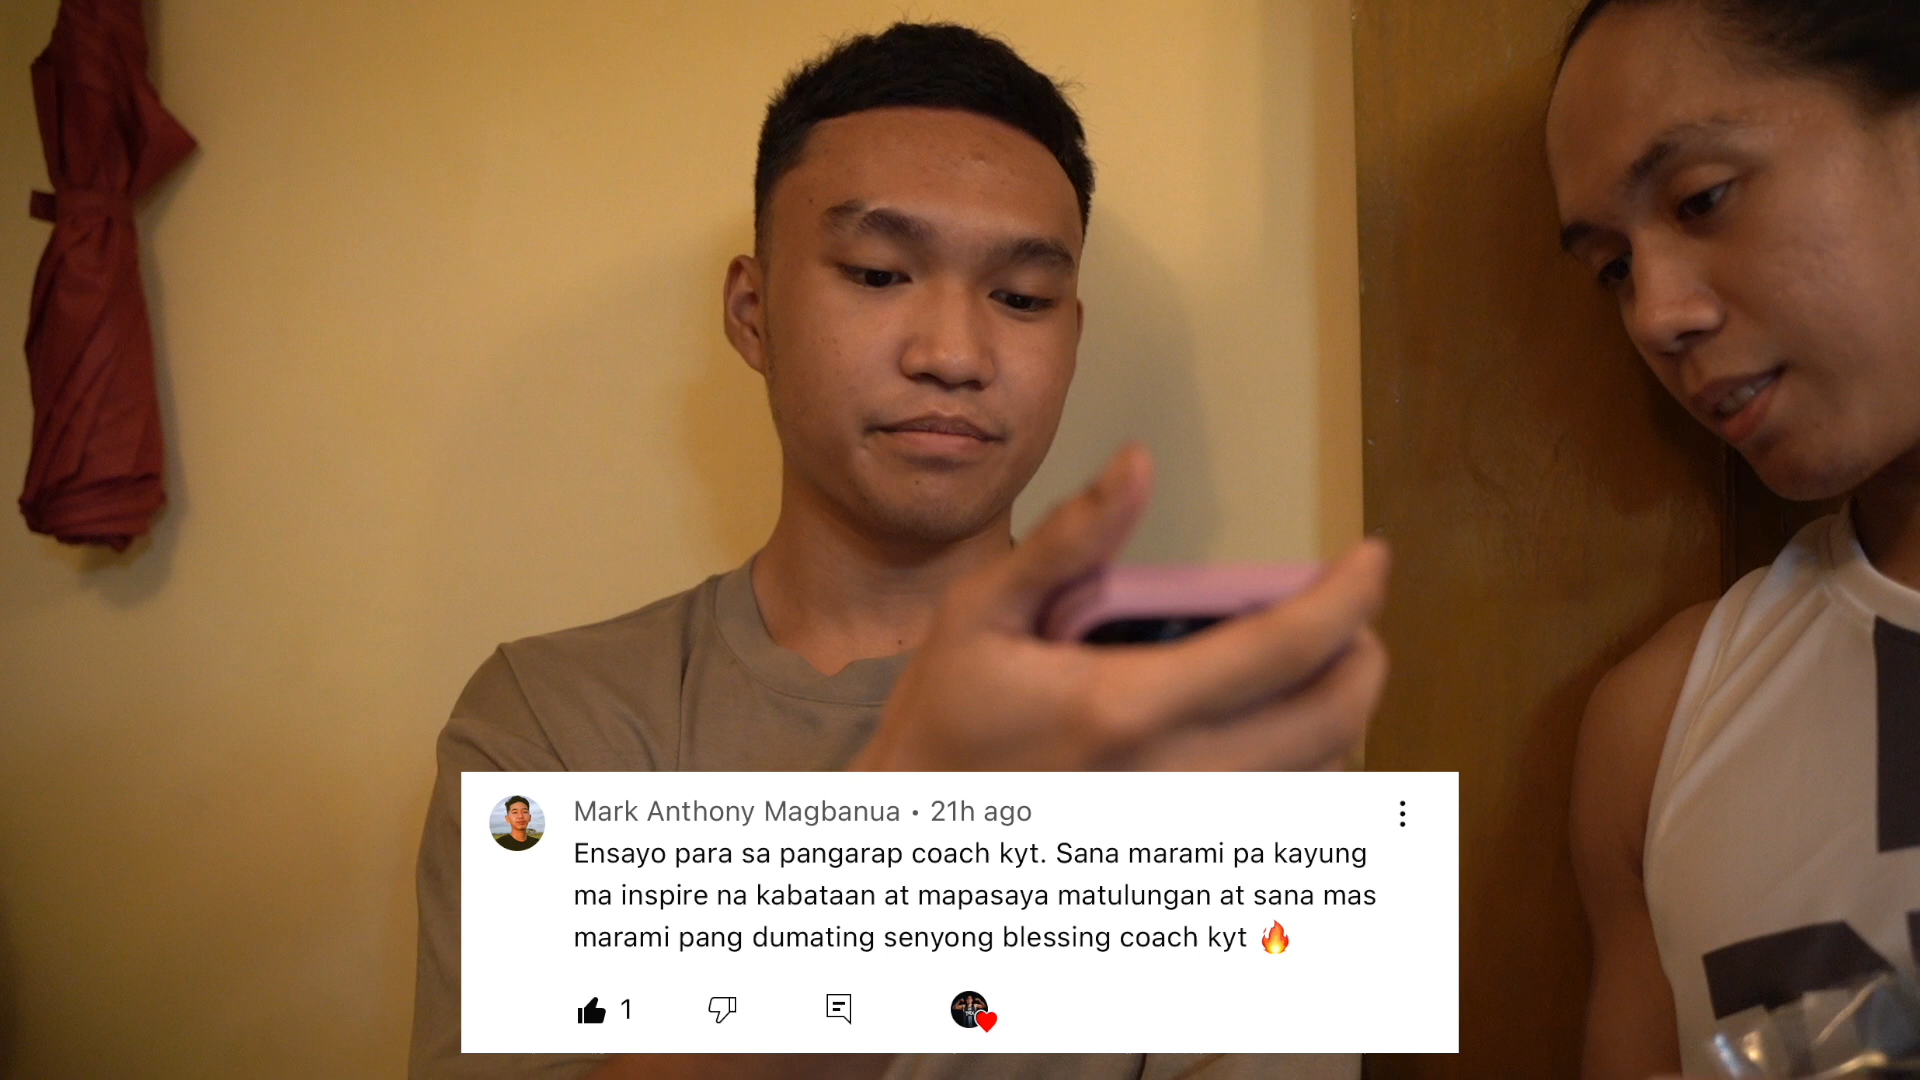 Mark Anthony Magbanua • 21h ago
Ensayo para sa pangarap coach kyt. Sana marami pa kayung
ma inspire na kabataan at mapasaya matulungan at sana mas
marami pang dumating senyong blessing coach kyt 🔥
1